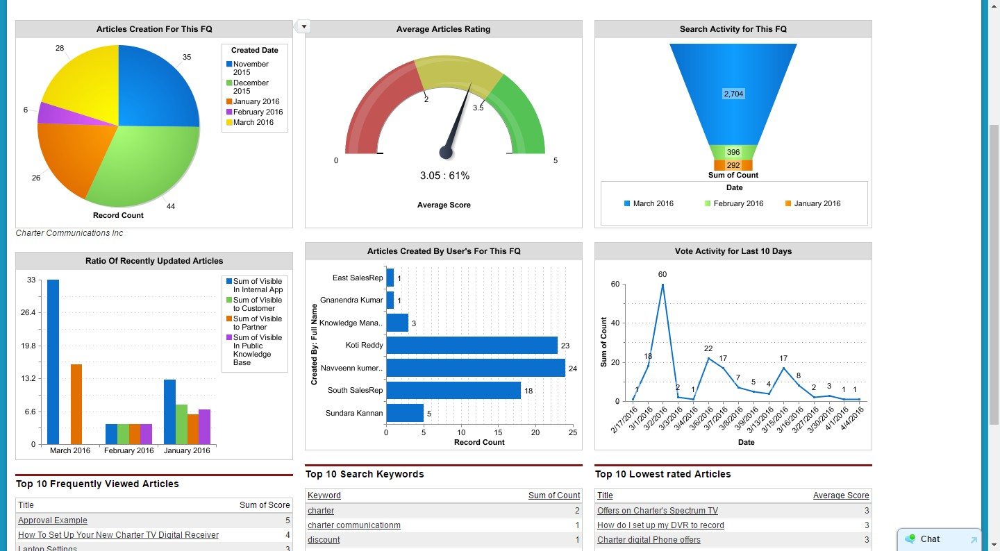 Articles Creation For This FQ
28
35
6
26
44
Record Count
Created Date
November
2015
December
2015
January 2016
February 2016
March 2016
Charter Communications Inc
Average Articles Rating
2
3.5
0
5
3.05 : 61%
Average Score
Search Activity for This FQ
2,704
396
292
Sum of Count
Date
March 2016
February 2016
January 2016
Ratio Of Recently Updated Articles
33
26.4
19.8
13.2
6.6
0
March 2016
February 2016
January 2016
Sum of Visible
In Internal App
Sum of Visible
to Customer
Sum of Visible
to Partner
Sum of Visible
In Public
Knowledge
Base
Articles Created By User's For This FQ
Created By: Full Name
East SalesRep 1
Gnanendra Kumar 1
Knowledge Mana.. 3
Koti Reddy 23
Naveenn kumer.. 24
South SalesRep 18
Sundara Kannan 5
0 5 10 15 20 25
Record Count
Vote Activity for Last 10 Days
Sum of Count
60
40
20
0
1
18
60
2
1
22
17
7
5
4
17
8
2
3
1
1
2/17/2016
3/1/2016
3/2/2016
3/3/2016
3/4/2016
3/6/2016
3/7/2016
3/8/2016
3/9/2016
3/13/2016
3/15/2016
3/16/2016
3/27/2016
3/30/2016
4/1/2016
4/4/2016
Date
Top 10 Frequently Viewed Articles
Title Sum of Score
Approval Example 5
How To Set Up Your New Charter TV Digital Receiver 4
Laptop Settings 3
Top 10 Search Keywords
Keyword Sum of Count
charter 2
charter communicationm 1
discount 1
Top 10 Lowest rated Articles
Title Average Score
Offers on Charter's Spectrum TV 3
How do I set up my DVR to record 3
Charter digital Phone offers 3
Chat